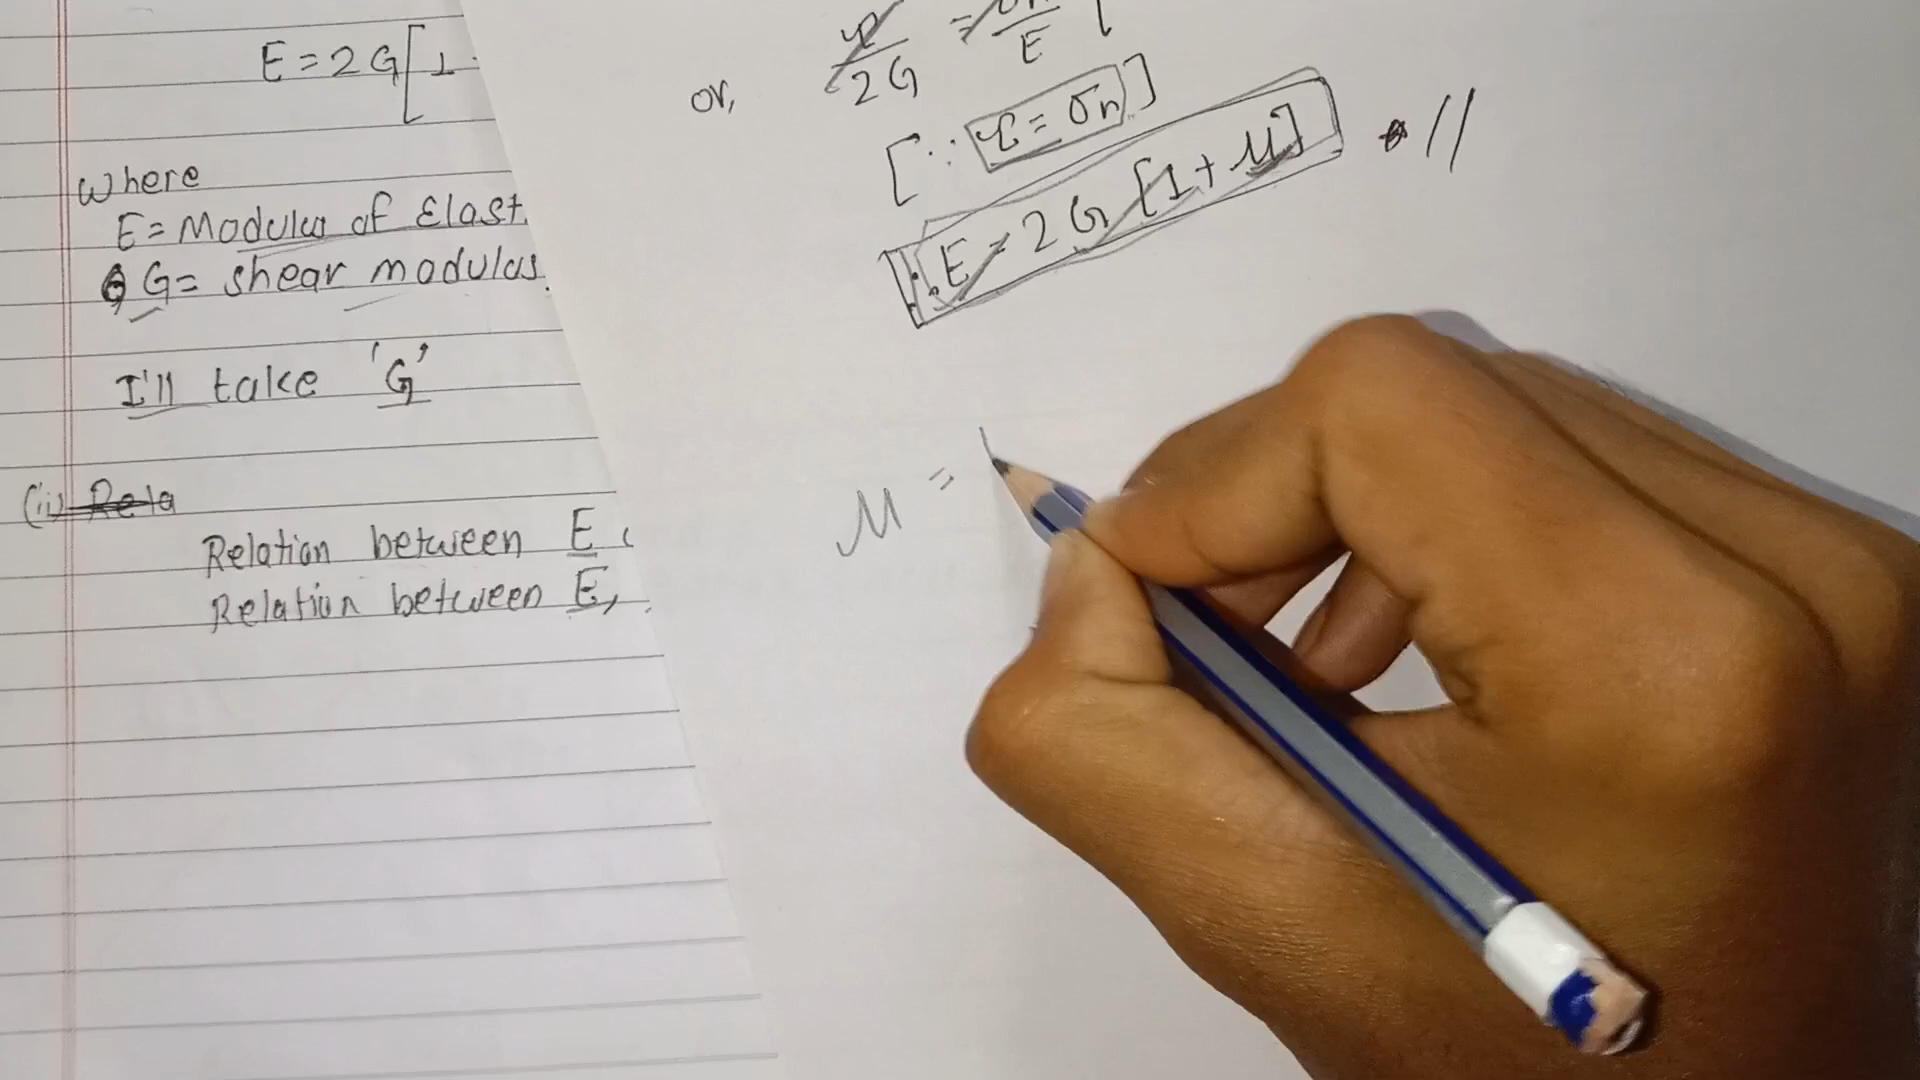 E = 2G[1
Where
E = Modulus of Elast
G = shear modulus
I'll take 'G'
(ii) Rela
Relation between E
Relation between E,
or, τ/2G = σn/E [
[∵ τ = σn]
∴ E = 2G [1 + μ] //
μ =